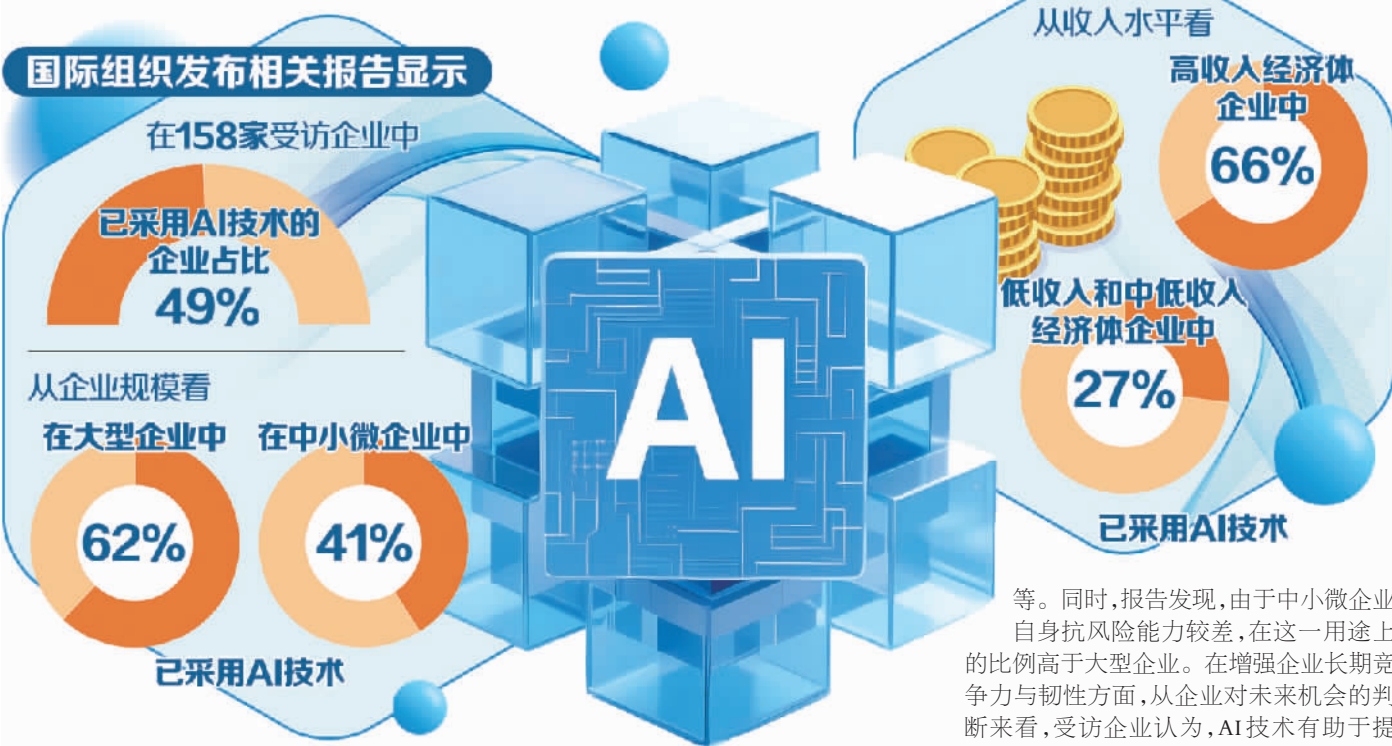 国际组织发布相关报告显示
在158家受访企业中
已采用AI技术的
企业占比
49%
从企业规模看
在大型企业中
62%
在中小微企业中
41%
已采用AI技术
AI
从收入水平看
高收入经济体
企业中
66%
低收入和中低收入
经济体企业中
27%
已采用AI技术
等。同时,报告发现,由于中小微企业
自身抗风险能力较差,在这一用途上
的比例高于大型企业。在增强企业长期竞
争力与韧性方面,从企业对未来机会的判
断来看,受访企业认为,AI技术有助于提